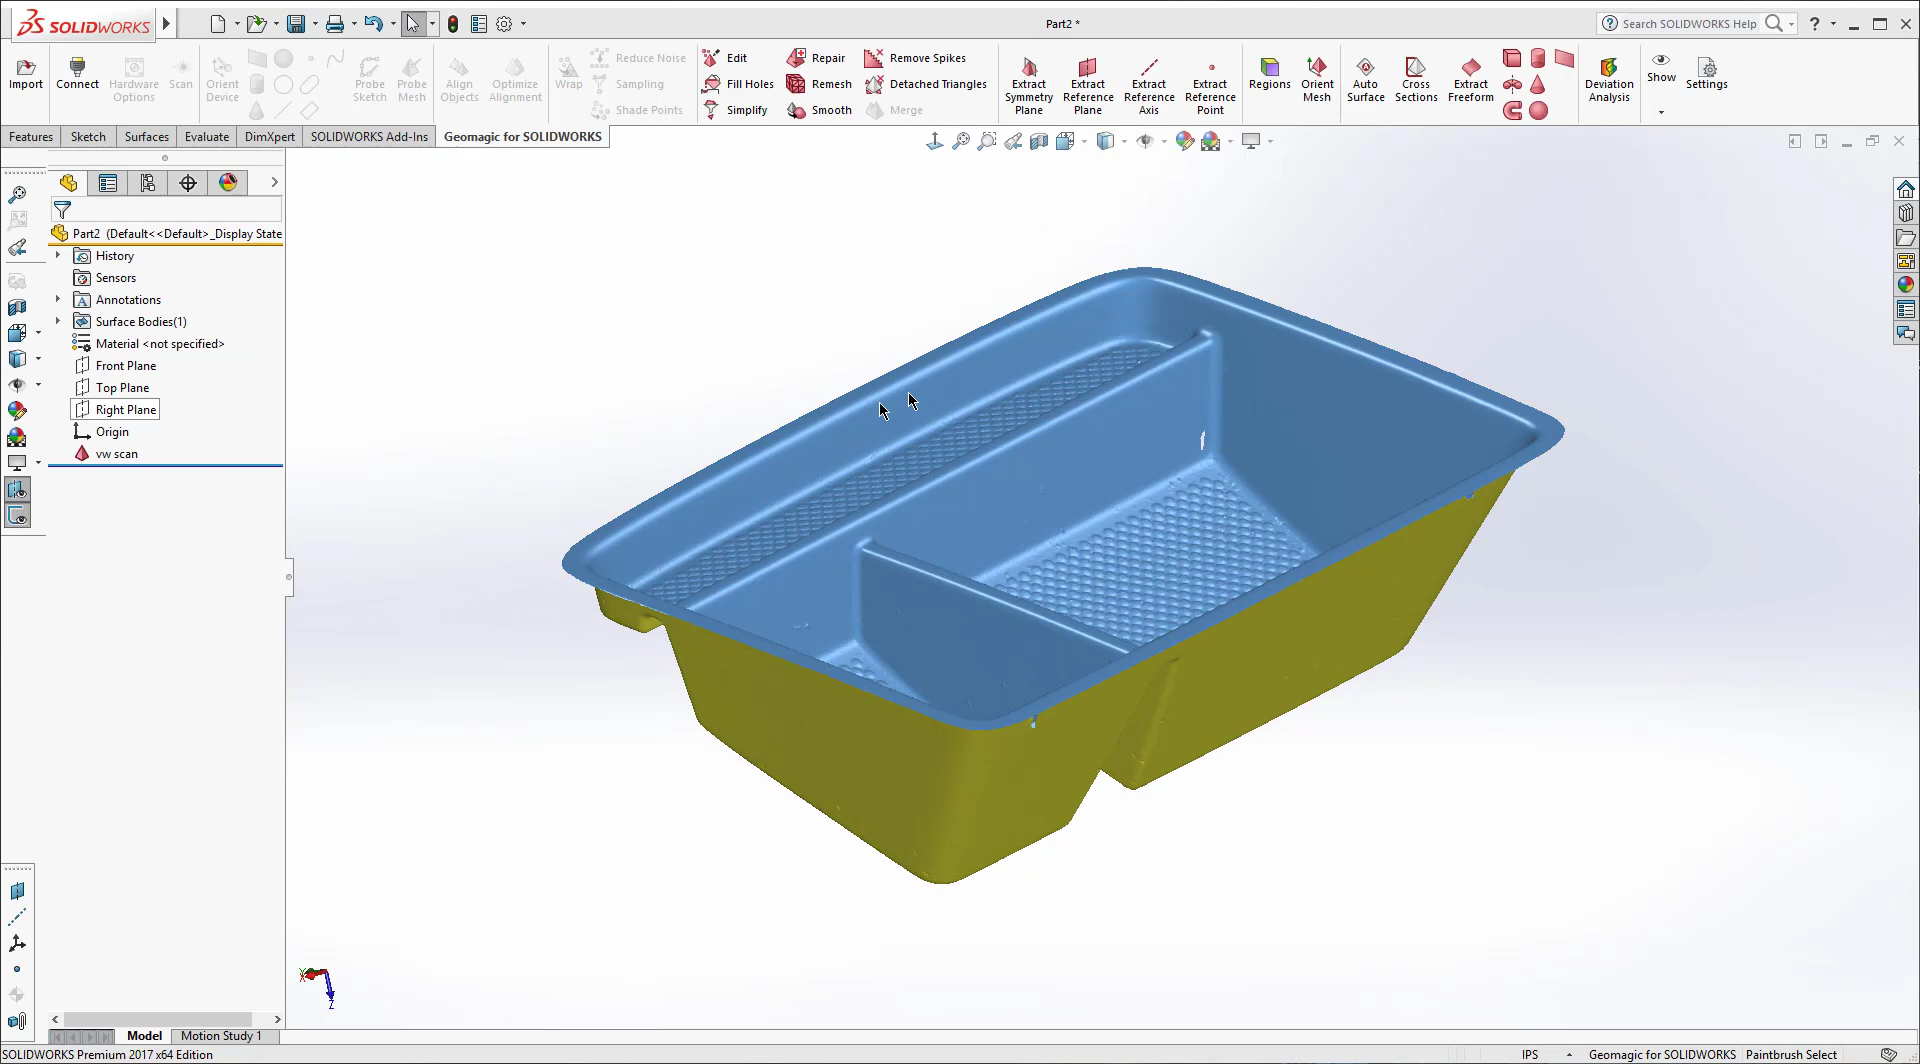 SOLIDWORKS
Part2 *
Search SOLIDWORKS Help
Import
Connect
Hardware Options
Scan
Orient Device
Probe Sketch
Probe Mesh
Align Objects
Optimize Alignment
Wrap
Reduce Noise
Sampling
Shade Points
Edit
Fill Holes
Simplify
Repair
Remesh
Smooth
Remove Spikes
Detached Triangles
Merge
Extract Symmetry Plane
Extract Reference Plane
Extract Reference Axis
Extract Reference Point
Regions
Orient Mesh
Auto Surface
Cross Sections
Extract Freeform
Deviation Analysis
Show
Settings
Features
Sketch
Surfaces
Evaluate
DimXpert
SOLIDWORKS Add-Ins
Geomagic for SOLIDWORKS
Part2 (Default<<Default>_Display State
History
Sensors
Annotations
Surface Bodies(1)
Material <not specified>
Front Plane
Top Plane
Right Plane
Origin
vw scan
Z
Model
Motion Study 1
SOLIDWORKS Premium 2017 x64 Edition
IPS
Geomagic for SOLIDWORKS
Paintbrush Select